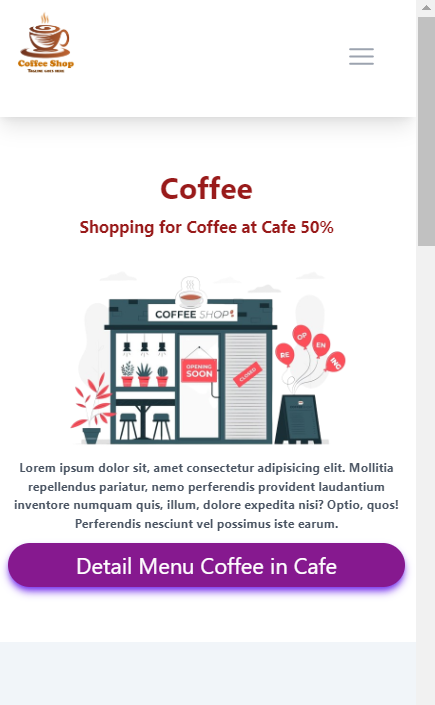 Coffee Shop
TAGLINE GOES HERE
Coffee
Shopping for Coffee at Cafe 50%
COFFEE SHOP
OPENING
SOON
CLOSED
RE
OP
EN
ING
Lorem ipsum dolor sit, amet consectetur adipisicing elit. Mollitia
repellendus pariatur, nemo perferendis provident laudantium
inventore numquam quis, illum, dolore expedita nisi? Optio, quos!
Perferendis nesciunt vel possimus iste earum.
Detail Menu Coffee in Cafe